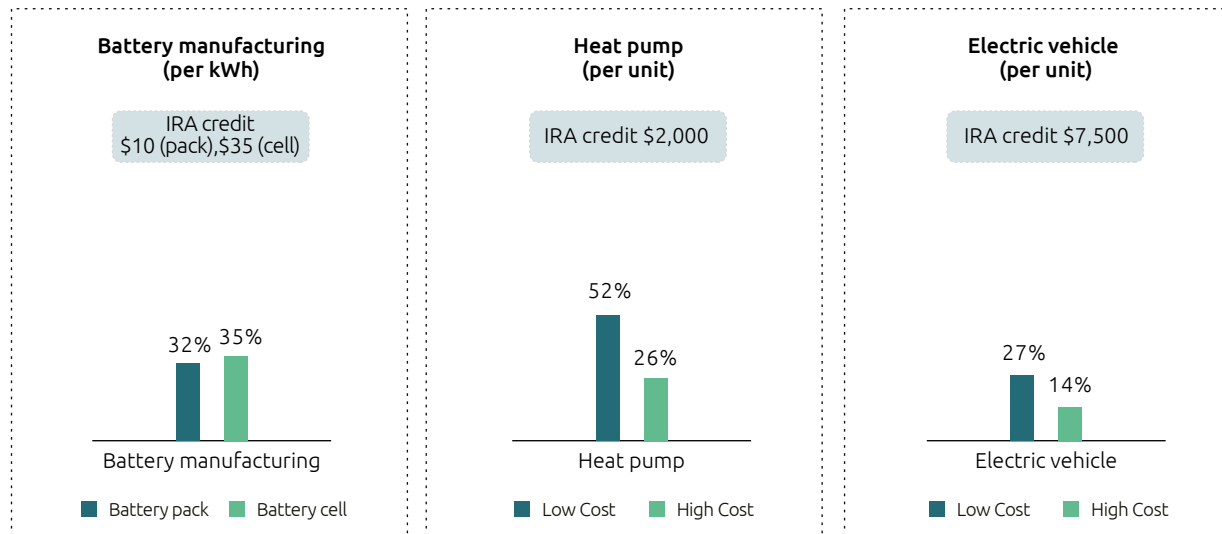 Battery manufacturing
(per kWh)
IRA credit
$10 (pack),$35 (cell)
32%
35%
Battery manufacturing
Battery pack
Battery cell
Heat pump
(per unit)
IRA credit $2,000
52%
26%
Heat pump
Low Cost
High Cost
Electric vehicle
(per unit)
IRA credit $7,500
27%
14%
Electric vehicle
Low Cost
High Cost